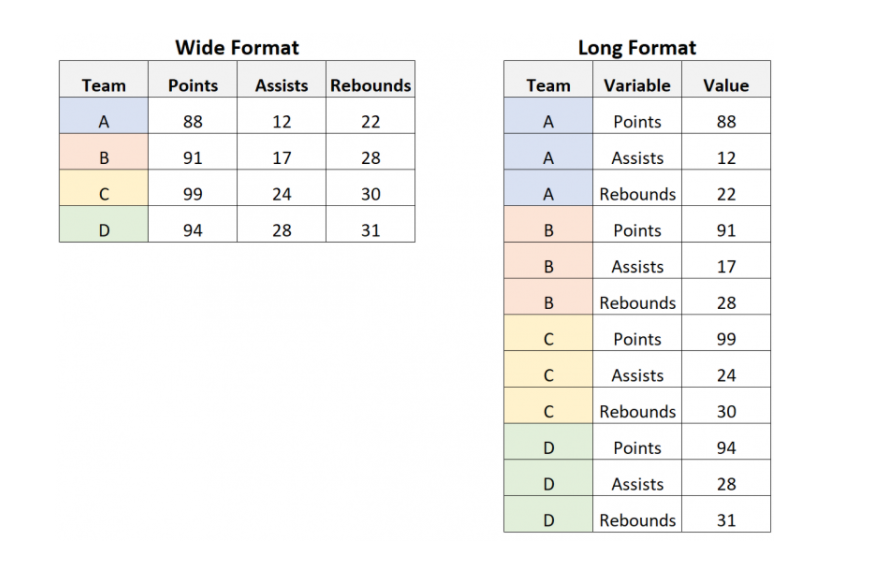 Wide Format
Team Points Assists Rebounds
A 88 12 22
B 91 17 28
C 99 24 30
D 94 28 31
Long Format
Team Variable Value
A Points 88
A Assists 12
A Rebounds 22
B Points 91
B Assists 17
B Rebounds 28
C Points 99
C Assists 24
C Rebounds 30
D Points 94
D Assists 28
D Rebounds 31